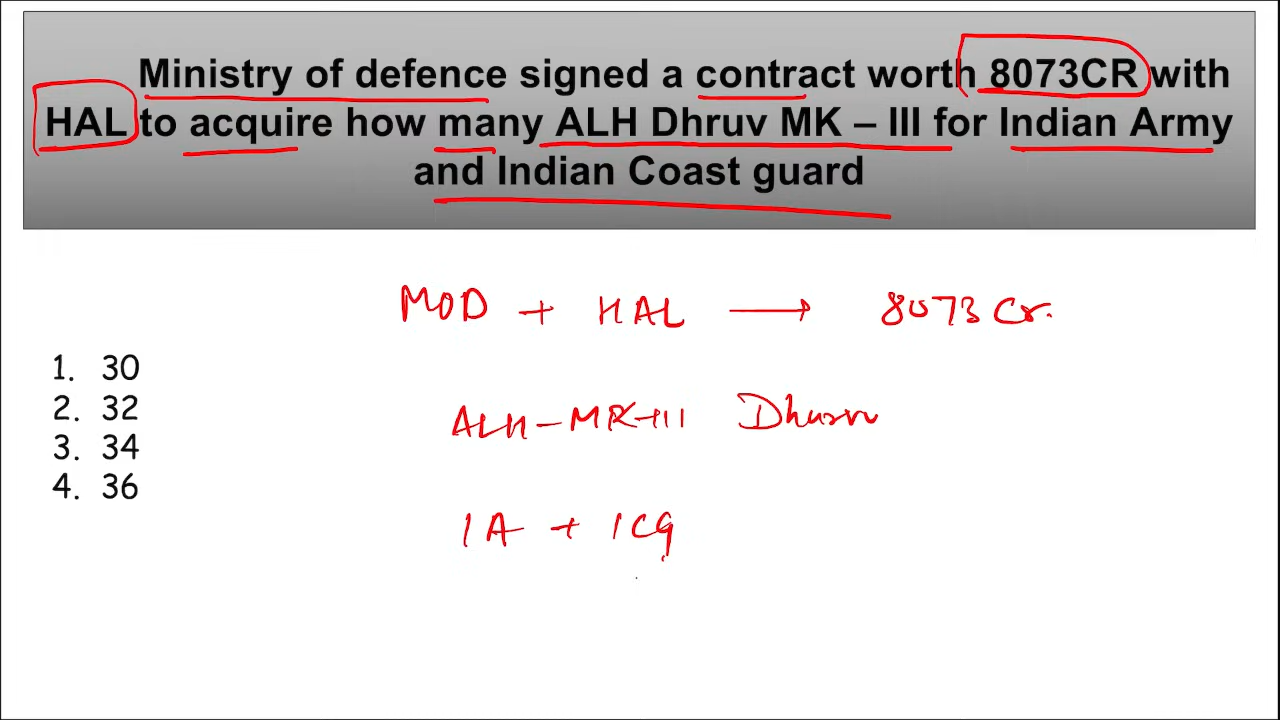 Ministry of defence signed a contract worth 8073CR with
HAL to acquire how many ALH Dhruv MK – III for Indian Army
and Indian Coast guard
MOD + HAL → 8073 Cr.
1. 30
2. 32
ALH-MK-III Dhruv
3. 34
4. 36
IA + ICG